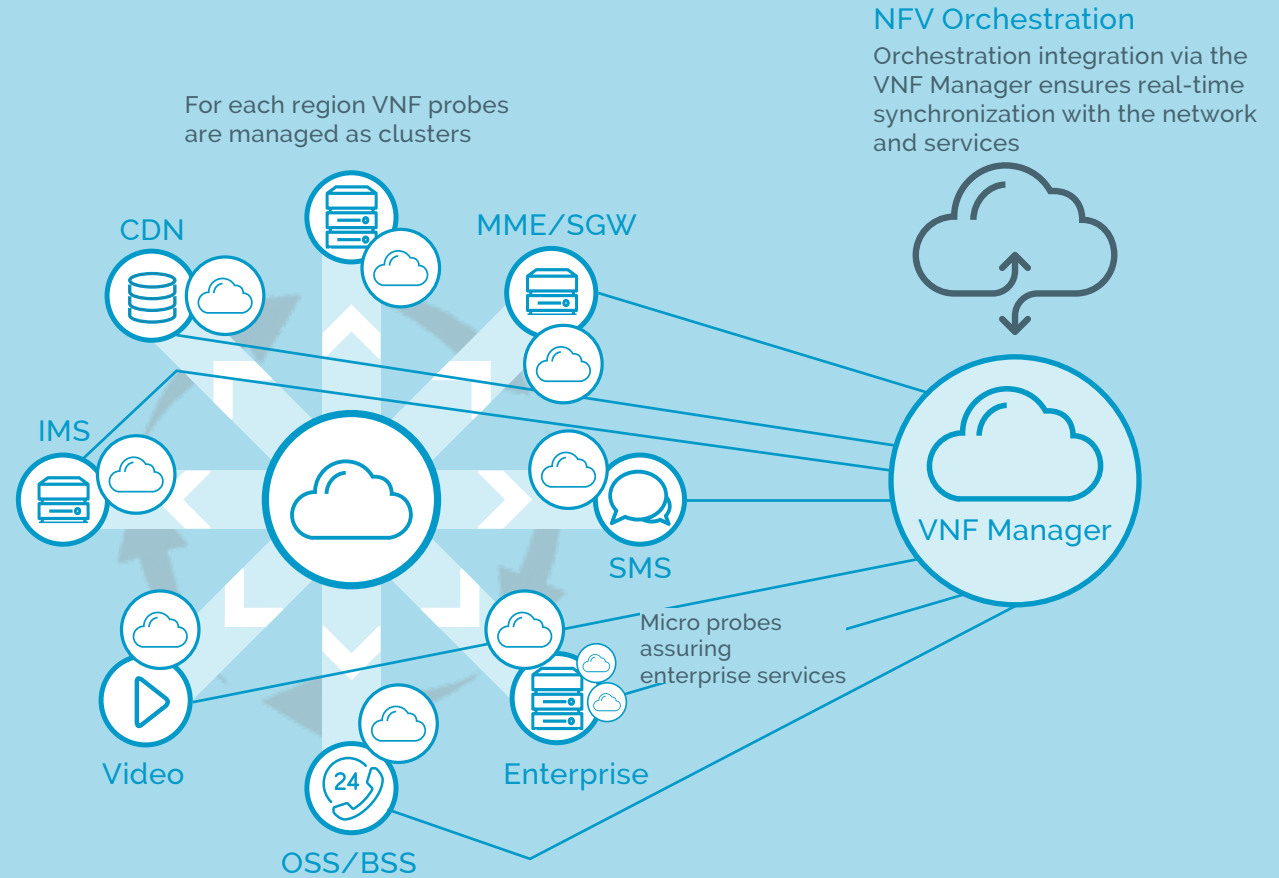 NFV Orchestration
Orchestration integration via the
VNF Manager ensures real-time
synchronization with the network
and services
For each region VNF probes
are managed as clusters
CDN
MME/SGW
IMS
VNF Manager
SMS
Micro probes
assuring
enterprise services
Video
24
Enterprise
OSS/BSS